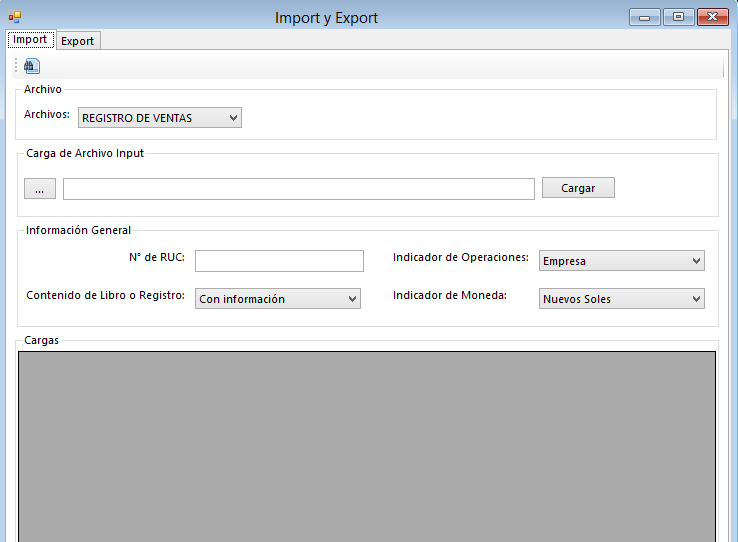 Import y Export
Import Export
Archivo
Archivos: REGISTRO DE VENTAS
Carga de Archivo Input
... Cargar
Información General
N° de RUC: Indicador de Operaciones: Empresa
Contenido de Libro o Registro: Con información Indicador de Moneda: Nuevos Soles
Cargas